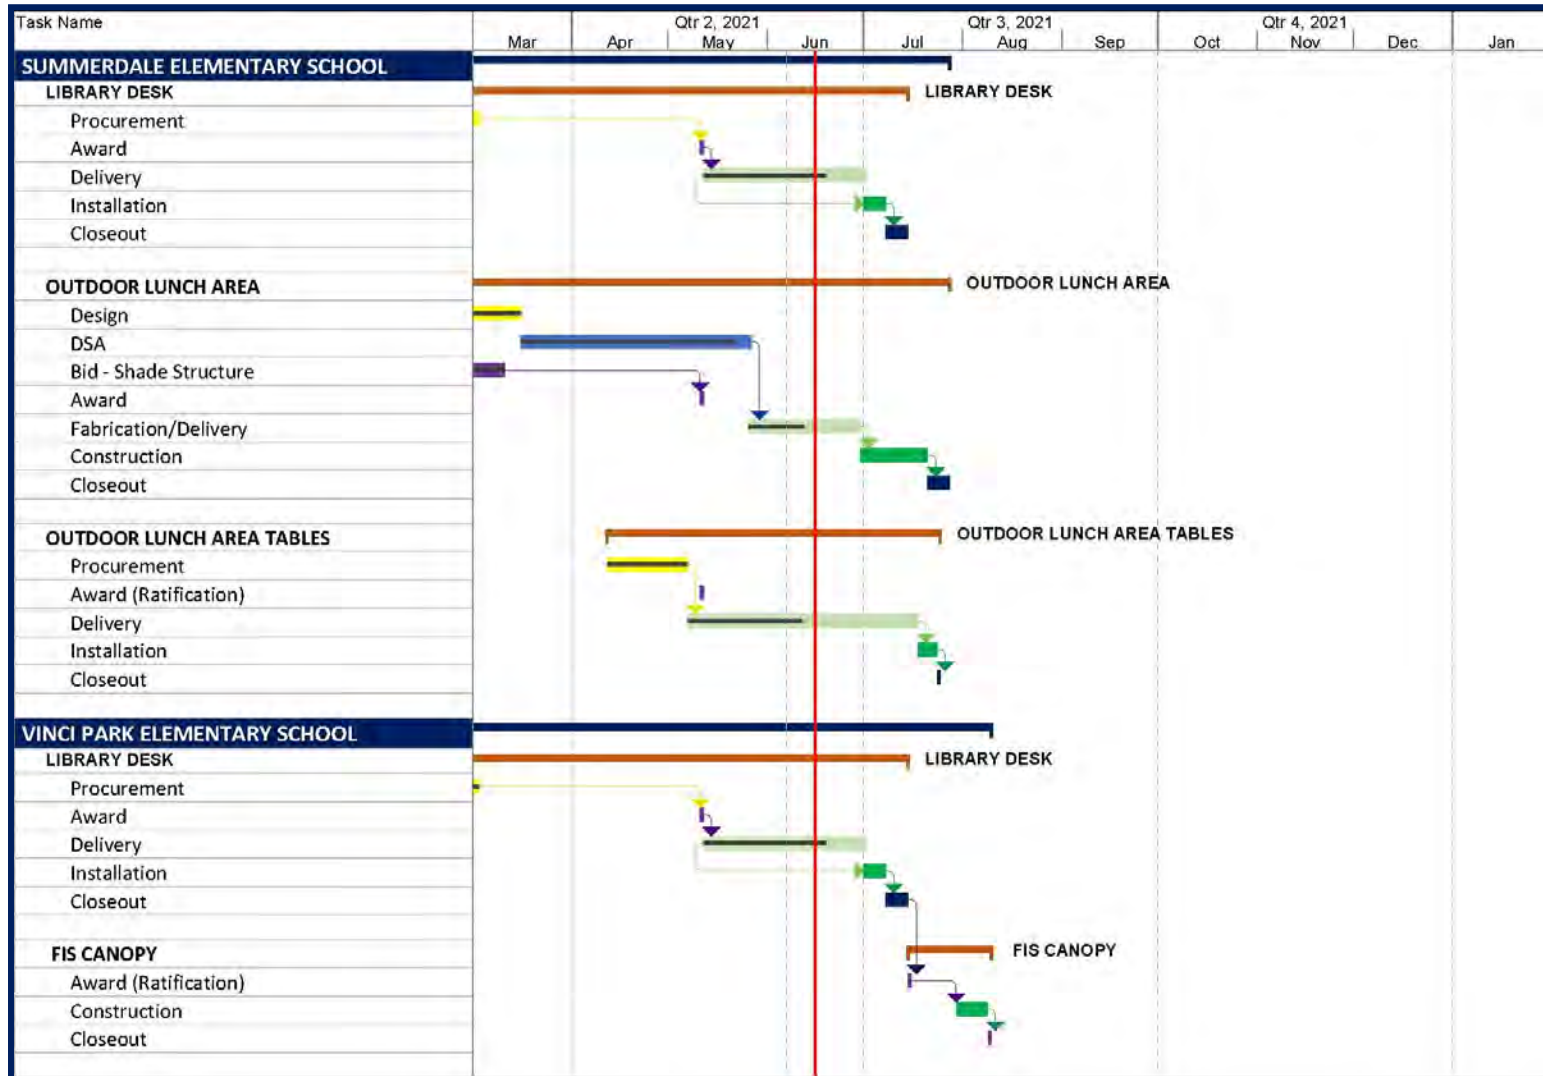 Task Name
Qtr 2, 2021 Qtr 3, 2021 Qtr 4, 2021
Mar Apr May Jun Jul Aug Sep Oct Nov Dec Jan
SUMMERDALE ELEMENTARY SCHOOL
LIBRARY DESK LIBRARY DESK
Procurement
Award
Delivery
Installation
Closeout
OUTDOOR LUNCH AREA OUTDOOR LUNCH AREA
Design
DSA
Bid - Shade Structure
Award
Fabrication/Delivery
Construction
Closeout
OUTDOOR LUNCH AREA TABLES OUTDOOR LUNCH AREA TABLES
Procurement
Award (Ratification)
Delivery
Installation
Closeout
VINCI PARK ELEMENTARY SCHOOL
LIBRARY DESK LIBRARY DESK
Procurement
Award
Delivery
Installation
Closeout
FIS CANOPY FIS CANOPY
Award (Ratification)
Construction
Closeout